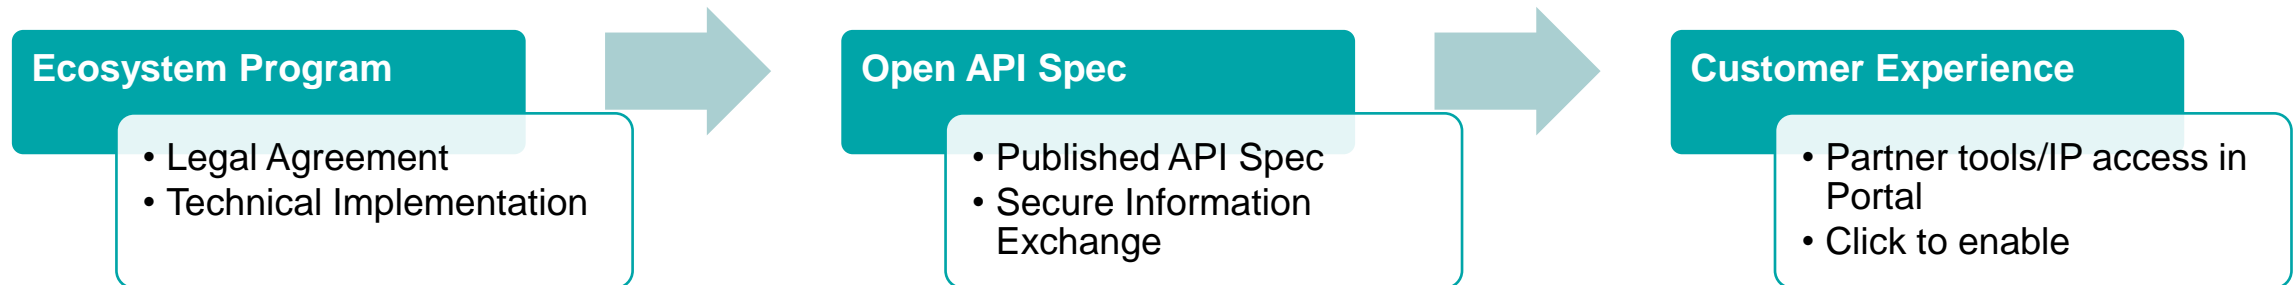 Ecosystem Program
• Legal Agreement
• Technical Implementation
Open API Spec
• Published API Spec
• Secure Information
Exchange
Customer Experience
• Partner tools/IP access in
Portal
• Click to enable